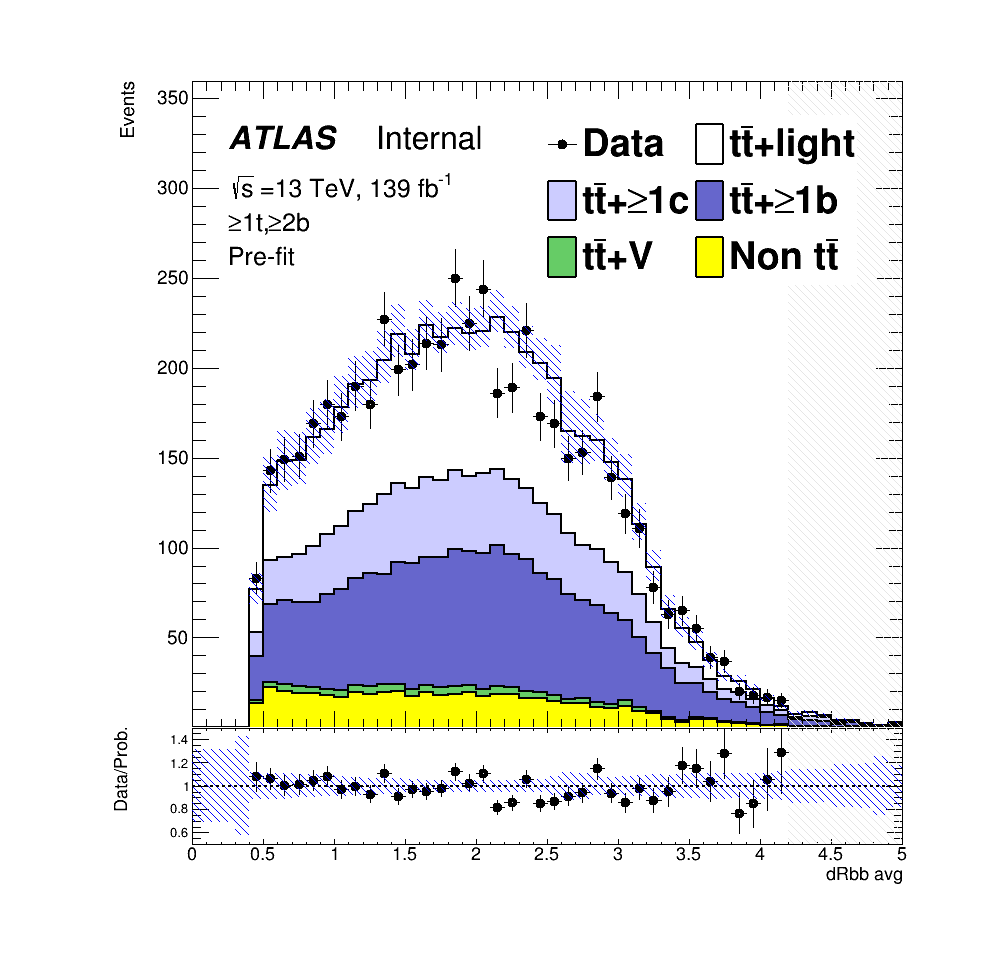 Events
350
300
250
200
150
100
50
ATLAS Internal
√s =13 TeV, 139 fb⁻¹
≥1t,≥2b
Pre-fit
Data
tt̄+light
tt̄+≥1c
tt̄+≥1b
tt̄+V
Non tt̄
Data/Prob.
1.4
1.2
1
0.8
0.6
0 0.5 1 1.5 2 2.5 3 3.5 4 4.5 5
dRbb avg